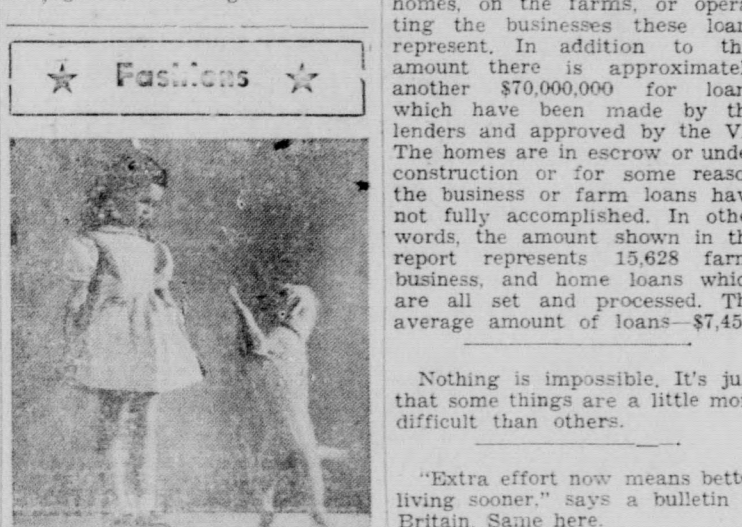 Fashions
homes, on the farms, or opera
ting the businesses these loan
represent. In addition to th
amount there is approximatel
another $70,000,000 for loan
which have been made by th
lenders and approved by the V
The homes are in escrow or unde
construction or for some reaso
the business or farm loans hav
not fully accomplished. In othe
words, the amount shown in th
report represents 15,628 farm
business, and home loans whic
are all set and processed. Th
average amount of loans—$7,45
Nothing is impossible. It's ju
that some things are a little mor
difficult than others.
"Extra effort now means bett
living sooner," says a bulletin
Britain. Same here.